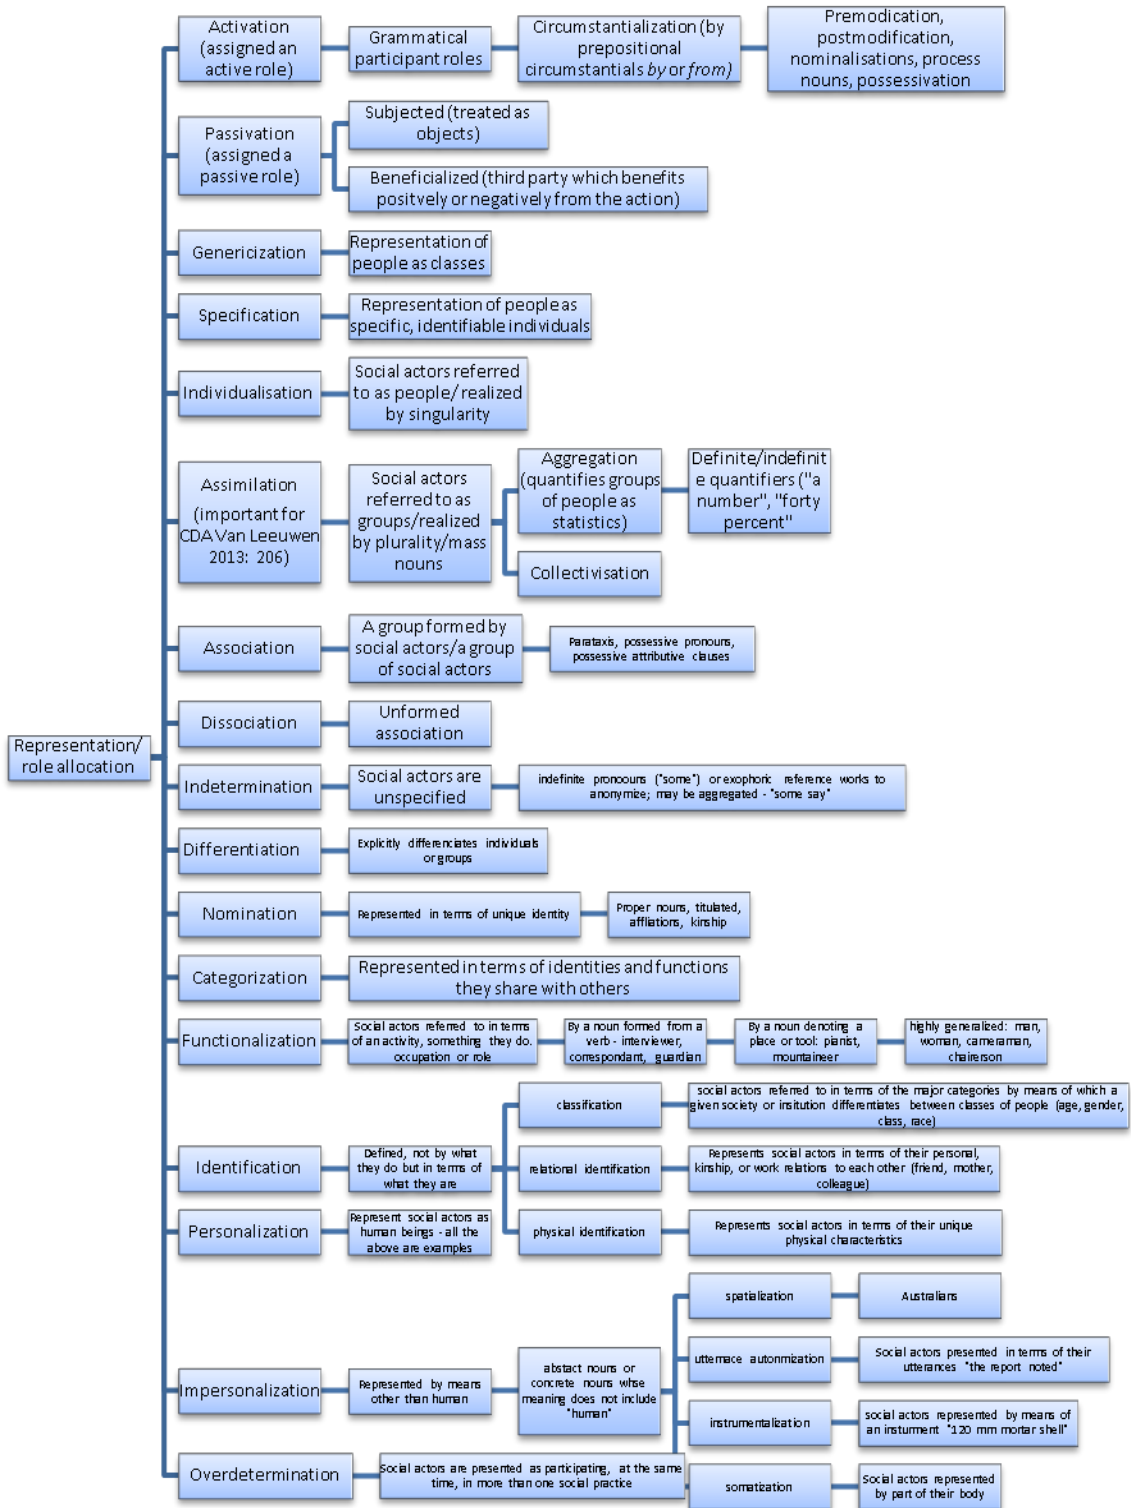 Activation
(assigned an
active role)
Grammatical
participant roles
Circumstantialization (by
prepositional
circumstantials by or from)
Premodication,
postmodification,
nominalisations, process
nouns, possessivation
Passivation
(assigned a
passive role)
Subjected (treated as
objects)
Beneficialized (third party which benefits
positvely or negatively from the action)
Genericization
Representation of
people as classes
Specification
Representation of people as
specific, identifiable individuals
Individualisation
Social actors referred
to as people/ realized
by singularity
Assimilation
(important for
CDA Van Leeuwen
2013: 206)
Social actors
referred to as
groups/realized
by plurality/mass
nouns
Aggregation
(quantifies groups
of people as
statistics)
Definite/indefinit
e quantifiers ("a
number", "forty
percent"
Collectivisation
Association
A group formed by
social actors/a group
of social actors
Parataxis, possessive pronouns,
possessive attributive clauses
Dissociation
Unformed
association
Representation/
role allocation
Indetermination
Social actors are
unspecified
indefinite pronoouns ("some") or exophoric reference works to
anonymize; may be aggregated - "some say"
Differentiation
Explicitly differenciates individuals
or groups
Nomination
Represented in terms of unique identity
Proper nouns, titulated,
affliations, kinship
Categorization
Represented in terms of identities and functions
they share with others
Functionalization
Social actors referred to in terms
of an activity, something they do.
occupation or role
By a noun formed from a
verb - interviewer,
correspondant, guardian
By a noun denoting a
place or tool: pianist,
mountaineer
highly generalized: man,
woman, cameraman,
chairerson
Identification
Defined, not by what
they do but in terms of
what they are
classification
social actors referred to in terms of the major categories by means of which a
given society or insitution differentiates between classes of people (age, gender,
class, race)
relational identification
Represents social actors in terms of their personal,
kinship, or work relations to each other (friend, mother,
colleague)
physical identification
Represents social actors in terms of their unique
physical characteristics
Personalization
Represent social actors as
human beings - all the
above are examples
Impersonalization
Represented by means
other than human
abstact nouns or
concrete nouns whse
meaning does not include
"human"
spatialization
Australians
utternace autonmization
Social actors presented in terms of their
utterances "the report noted"
instrumentalization
social actors represented by means of
an insturment "120 mm mortar shell"
somatization
Social actors represented
by part of their body
Overdetermination
Social actors are presented as participating, at the same
time, in more than one social practice